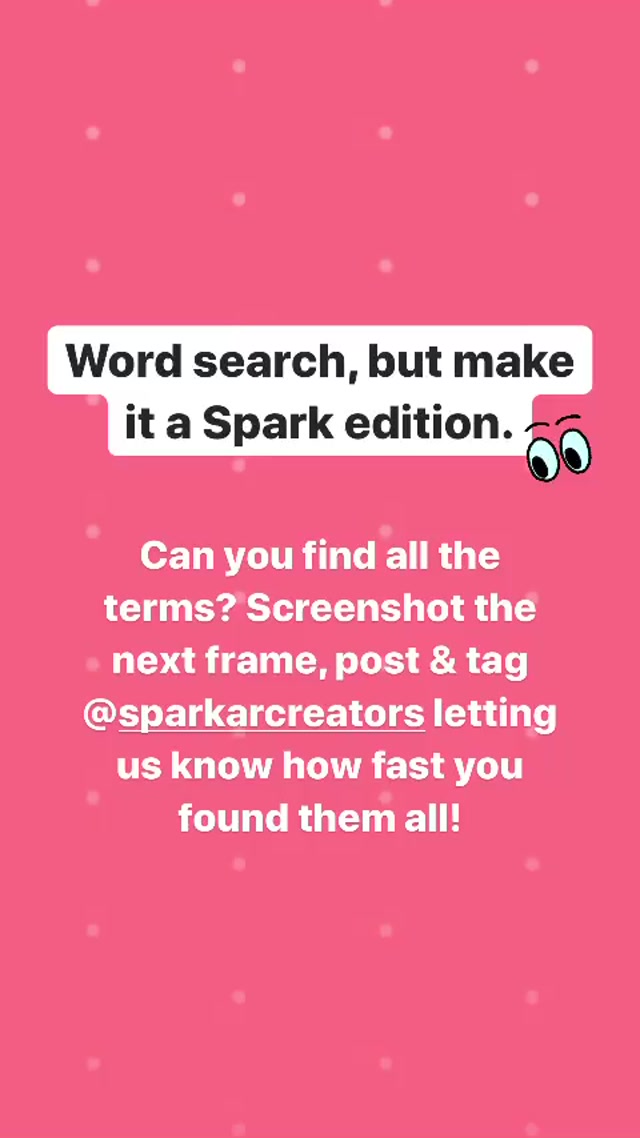 Word search, but make
it a Spark edition.
Can you find all the
terms? Screenshot the
next frame, post & tag
@sparkarcreators letting
us know how fast you
found them all!